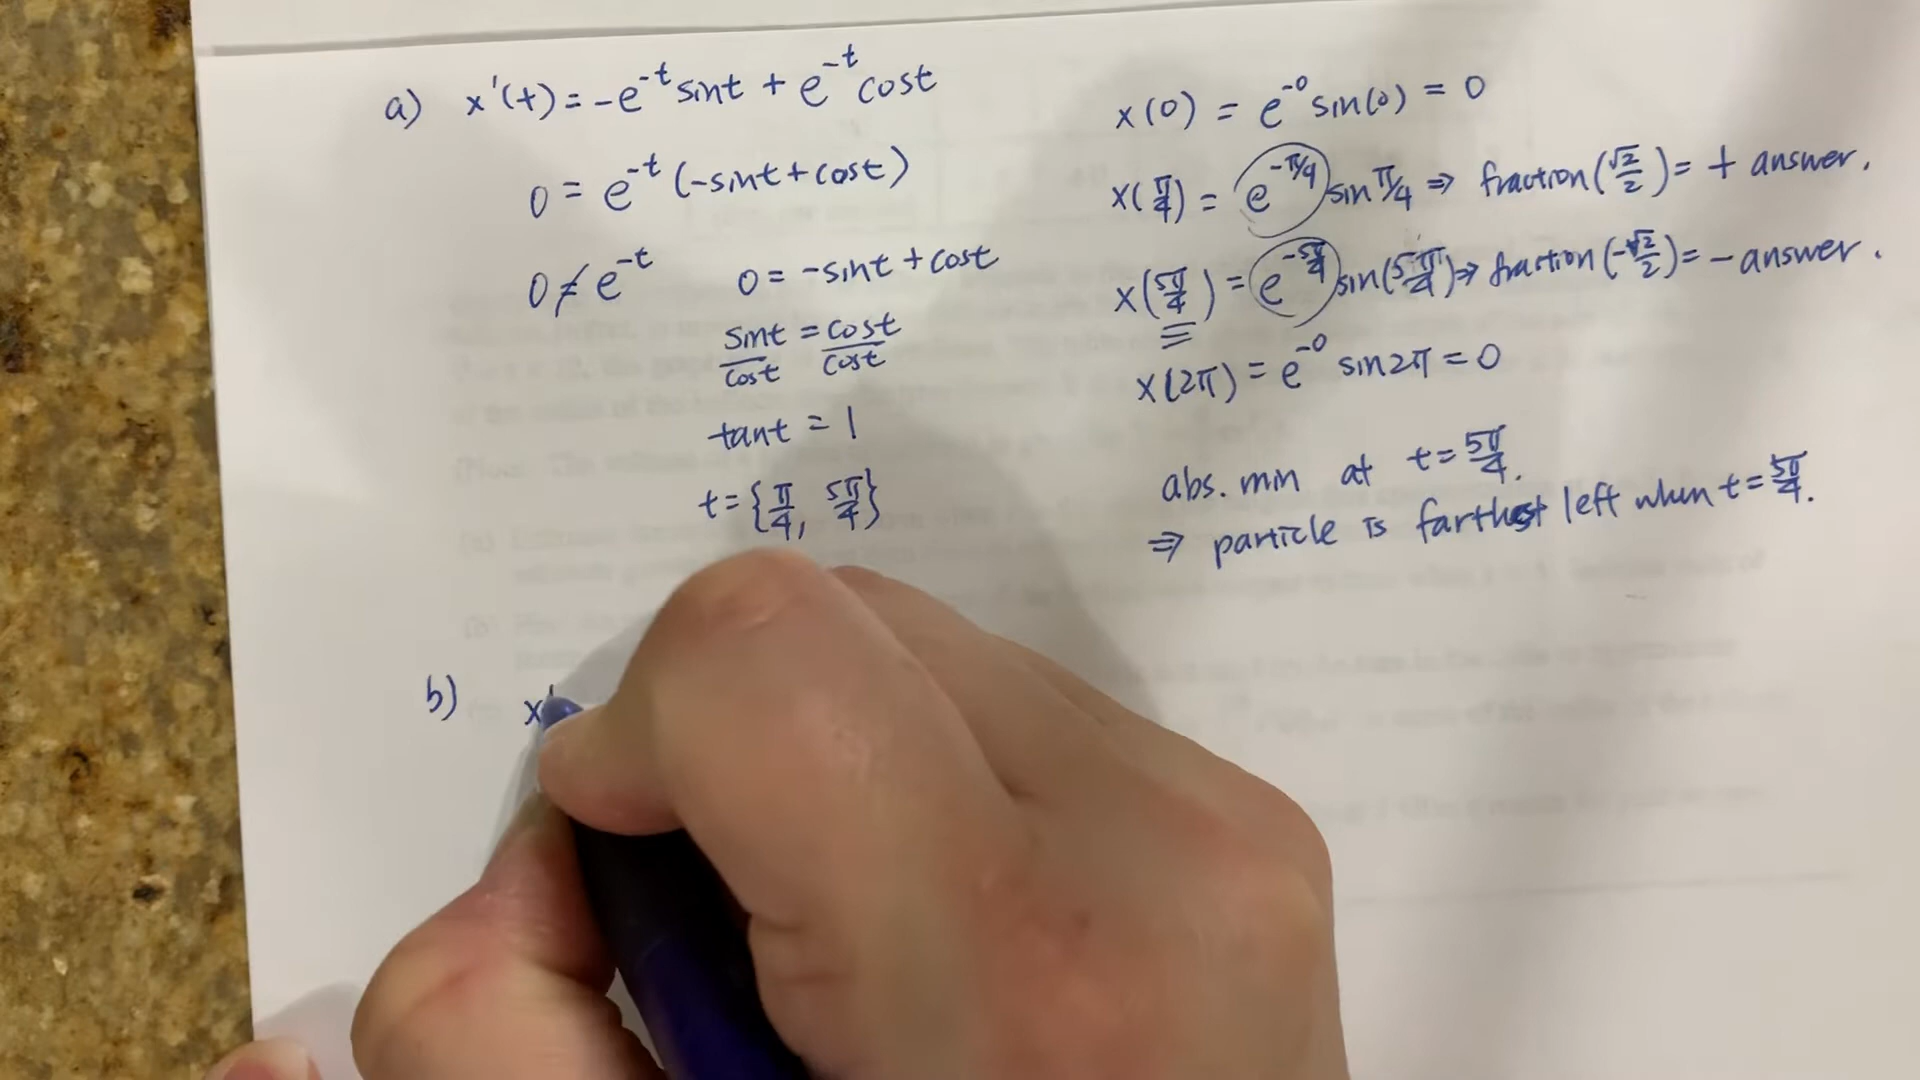 a) x'(t) = -e^-t sint + e^-t cost
0 = e^-t (-sint + cost)
0 ≠ e^-t 0 = -sint + cost
sint/cost = cost/cost
tant = 1
t = {π/4, 5π/4}
x(0) = e^-0 sin(0) = 0
x(π/4) = e^-π/4 sin π/4 ⇒ fraction(√2/2) = + answer.
x(5π/4) = e^-5π/4 sin(5π/4) ⇒ fraction(-√2/2) = - answer.
x(2π) = e^-0 sin2π = 0
abs. min at t = 5π/4.
⇒ particle is farthest left when t = 5π/4.
b) x'